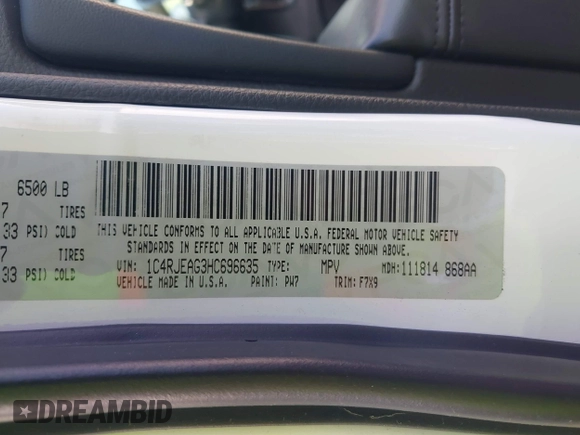 6500 LB
7 TIRES
33 PSI) COLD
7 TIRES
33 PSI) COLD
THIS VEHICLE CONFORMS TO ALL APPLICABLE U.S.A. FEDERAL MOTOR VEHICLE SAFETY
STANDARDS IN EFFECT ON THE DATE OF MANUFACTURE SHOWN ABOVE.
VIN: 1C4RJEAG3HC696635 TYPE: MPV MDH: 111814 868AA
VEHICLE MADE IN U.S.A. PAINT: PW7 TRIM: F7X9
DREAMBID